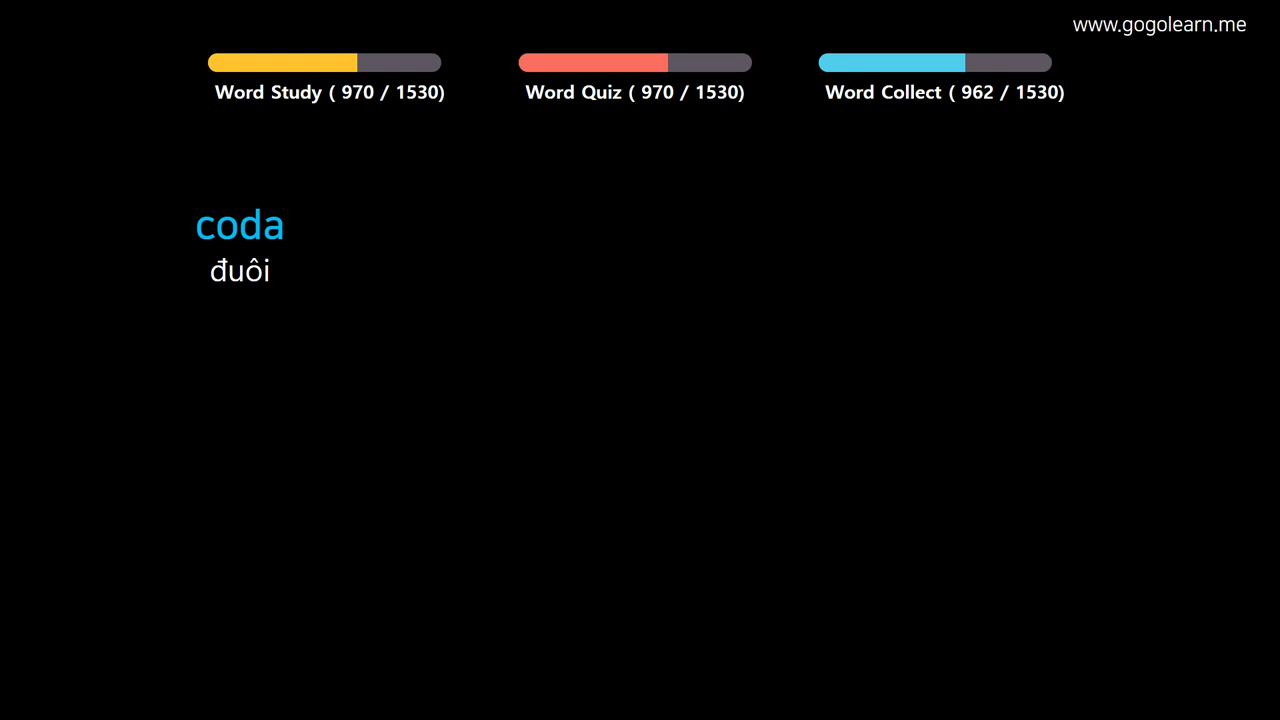 www.gogolearn.me
Word Study ( 970 / 1530)
Word Quiz ( 970 / 1530)
Word Collect ( 962 / 1530)
coda
đuôi